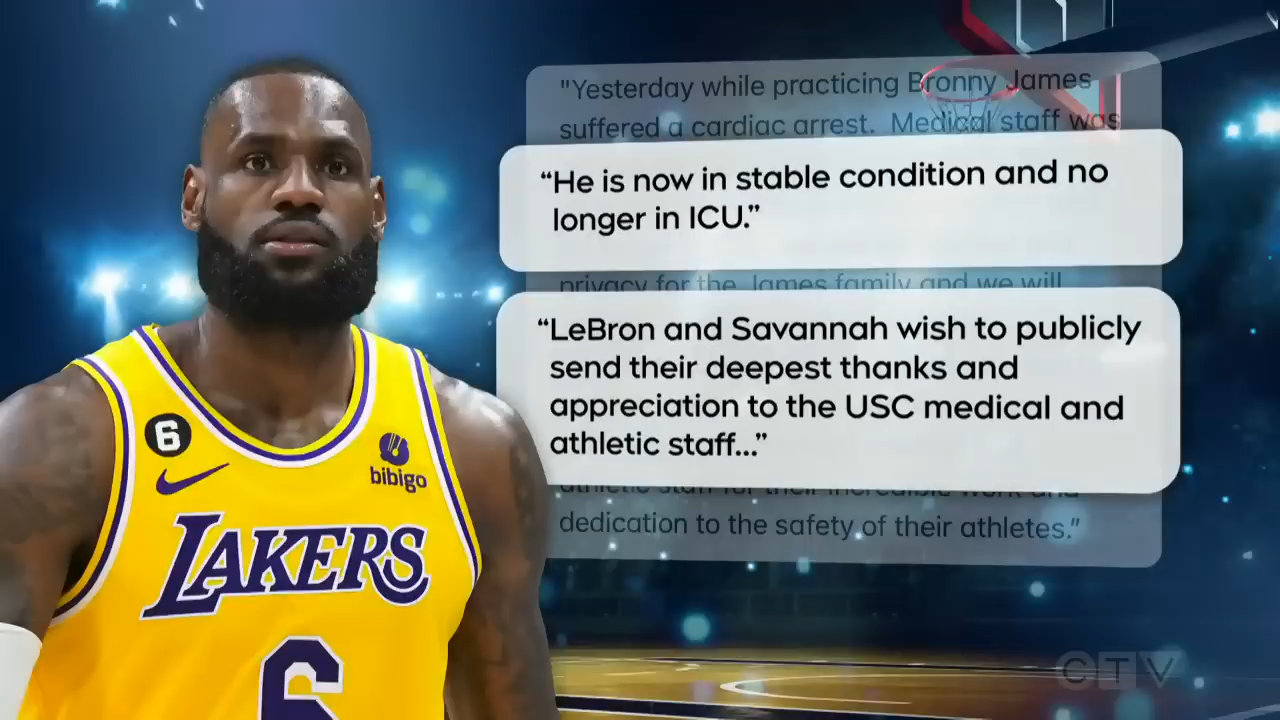 "Yesterday while practicing Bronny James
suffered a cardiac arrest. Medical staff was
“He is now in stable condition and no
longer in ICU.”
privacy for the James family and we will
“LeBron and Savannah wish to publicly
send their deepest thanks and
appreciation to the USC medical and
athletic staff...”
athletic staff for their incredible work and
dedication to the safety of their athletes.”
6
bibigo
LAKERS
6
CTV